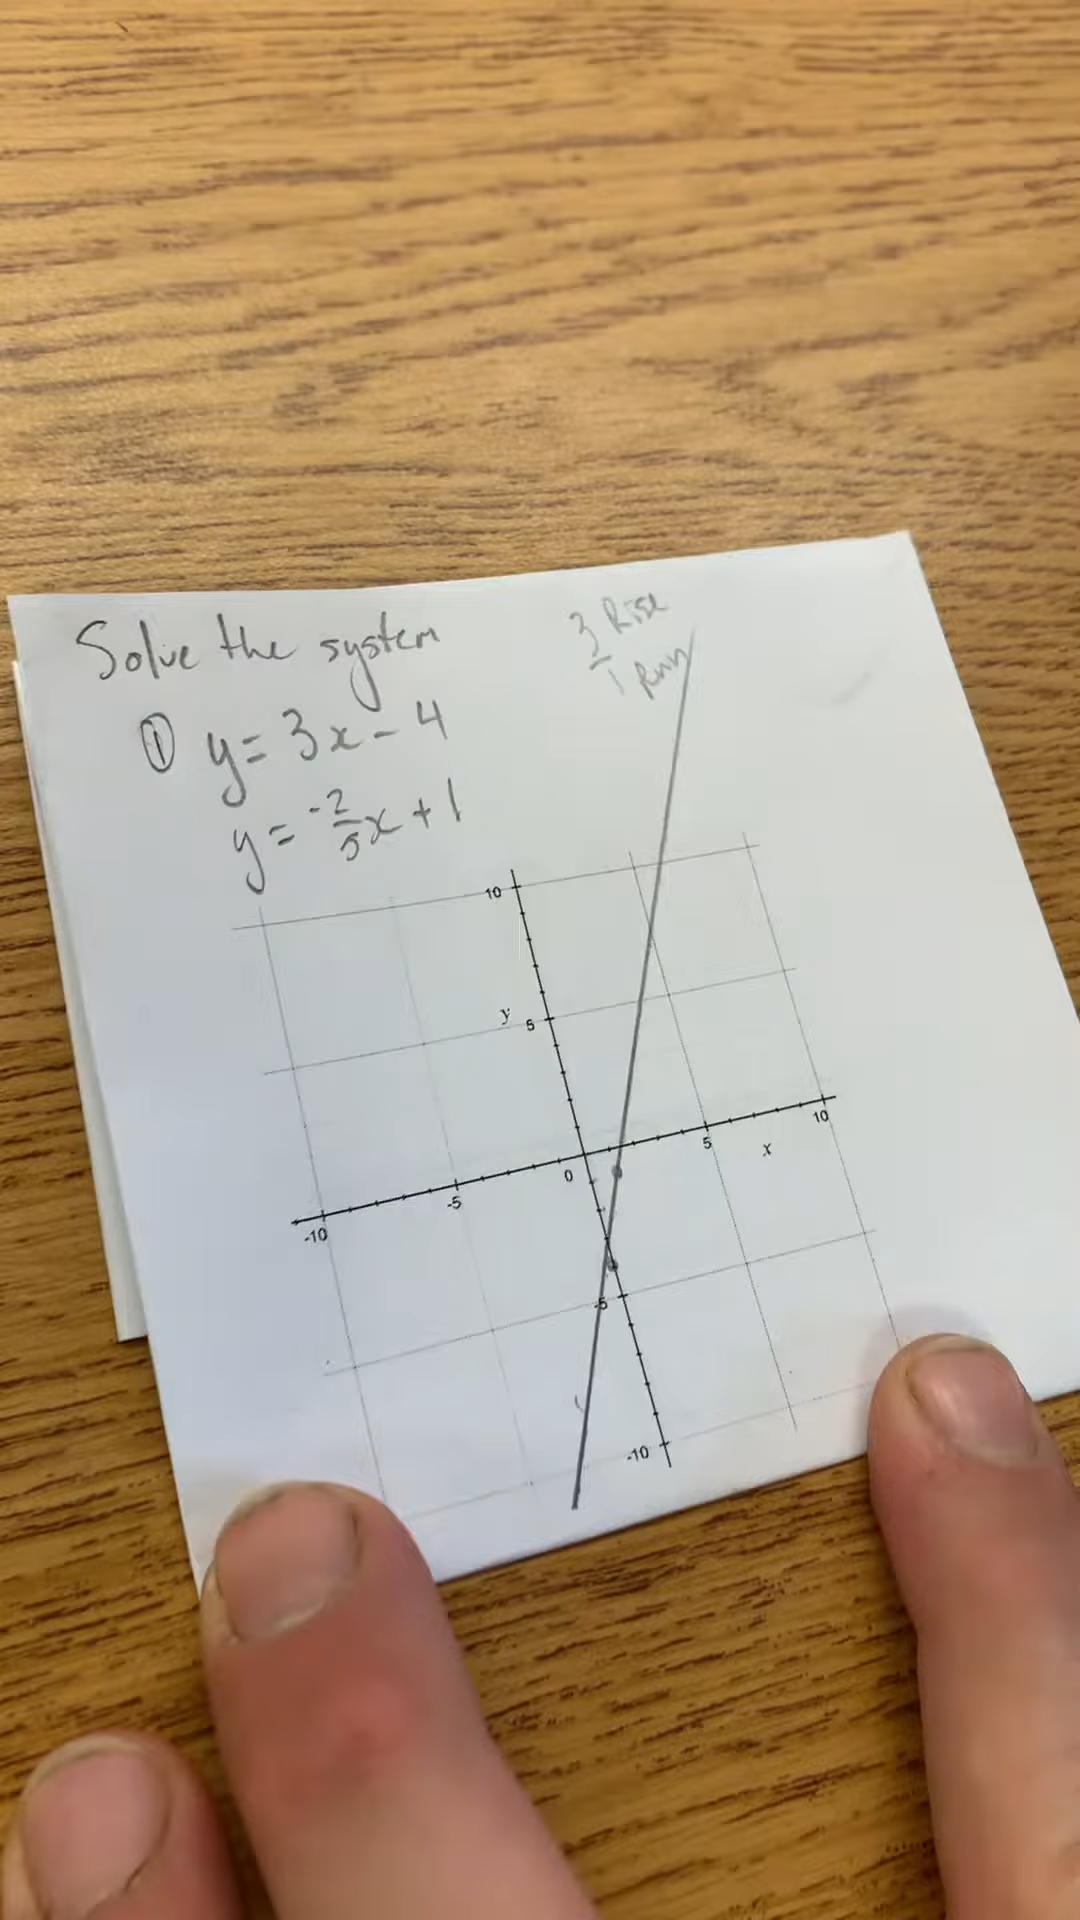 Solve the system
① y = 3x - 4
y = -2/5x + 1
3 Rise
1 Run
10
y
5
0
5
10
x
-5
-10
-5
-10